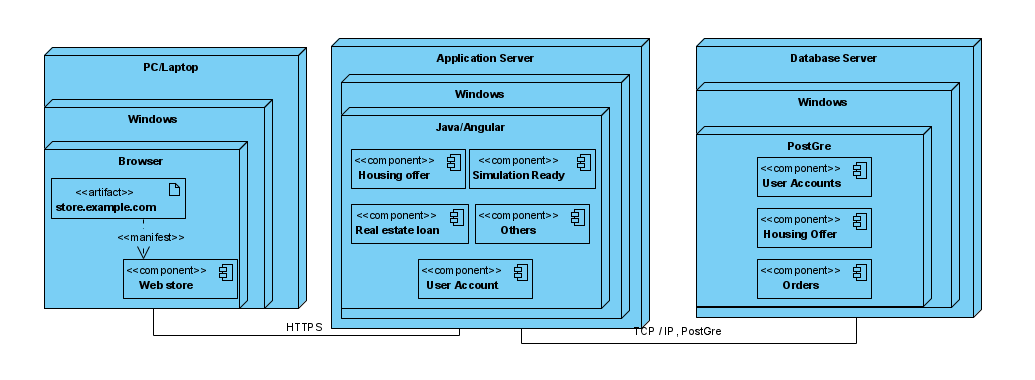 PC/Laptop
Windows
Browser
<<artifact>>
store.example.com
<<manifest>>
<<component>>
Web store
HTTPS
Application Server
Windows
Java/Angular
<<component>>
Housing offer
<<component>>
Simulation Ready
<<component>>
Real estate loan
<<component>>
Others
<<component>>
User Account
TCP / IP , PostGre
Database Server
Windows
PostGre
<<component>>
User Accounts
<<component>>
Housing Offer
<<component>>
Orders